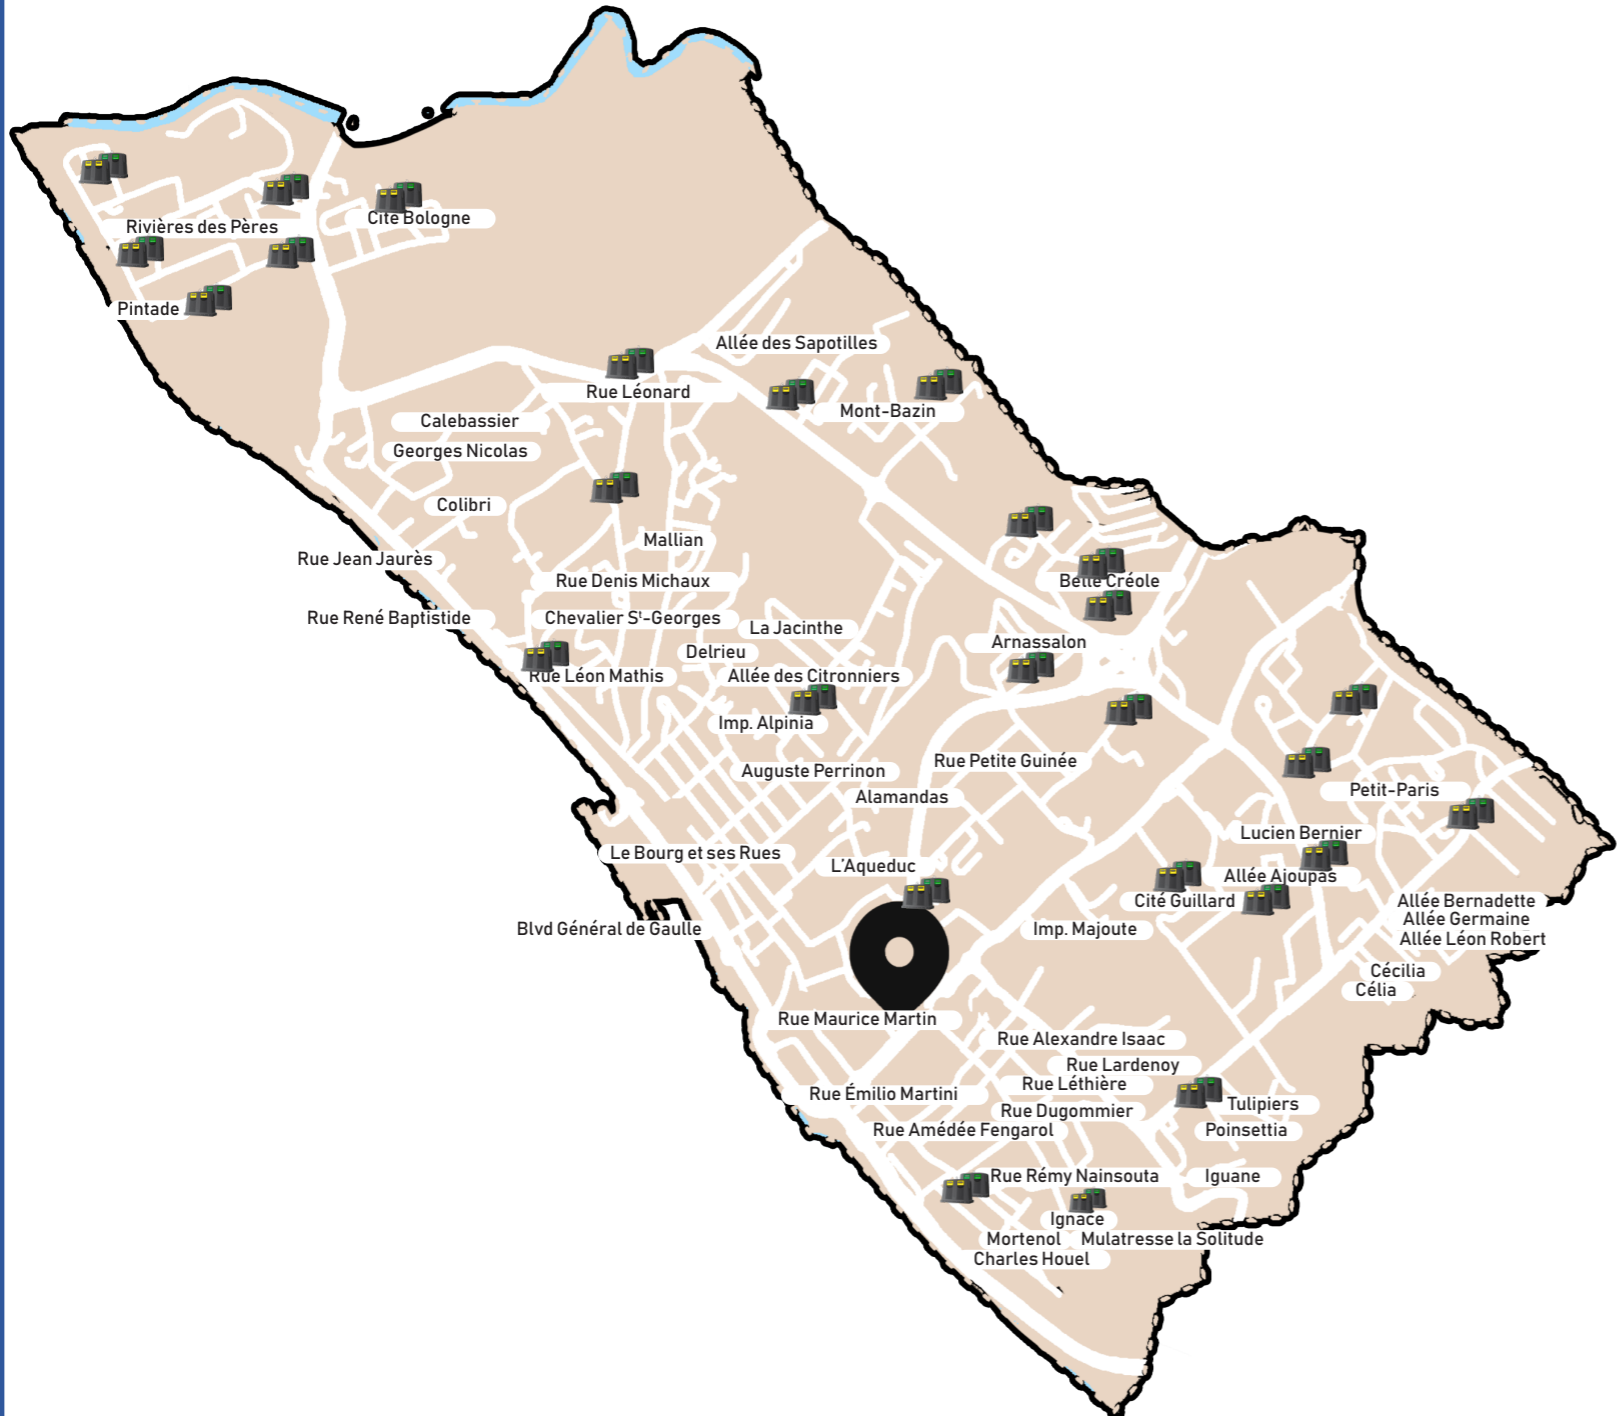 Cité Bologne
Rivières des Pères
Pintade
Allée des Sapotilles
Rue Léonard
Mont-Bazin
Calebassier
Georges Nicolas
Colibri
Mallian
Rue Jean Jaurès
Rue Denis Michaux
Belle Créole
Rue René Baptistide
Chevalier Sᵗ-Georges
La Jacinthe
Arnassalon
Delrieu
Rue Léon Mathis
Allée des Citronniers
Imp. Alpinia
Rue Petite Guinée
Auguste Perrinon
Petit-Paris
Alamandas
Lucien Bernier
Le Bourg et ses Rues
L'Aqueduc
Allée Ajoupas
Cité Guillard
Allée Bernadette
Allée Germaine
Allée Léon Robert
Blvd Général de Gaulle
Imp. Majoute
Cécilia
Célia
Rue Maurice Martin
Rue Alexandre Isaac
Rue Lardenoy
Rue Léthière
Rue Émilio Martini
Rue Dugommier
Tulipiers
Rue Amédée Fengarol
Poinsettia
Rue Rémy Nainsouta
Iguane
Ignace
Mortenol
Mulatresse la Solitude
Charles Houel